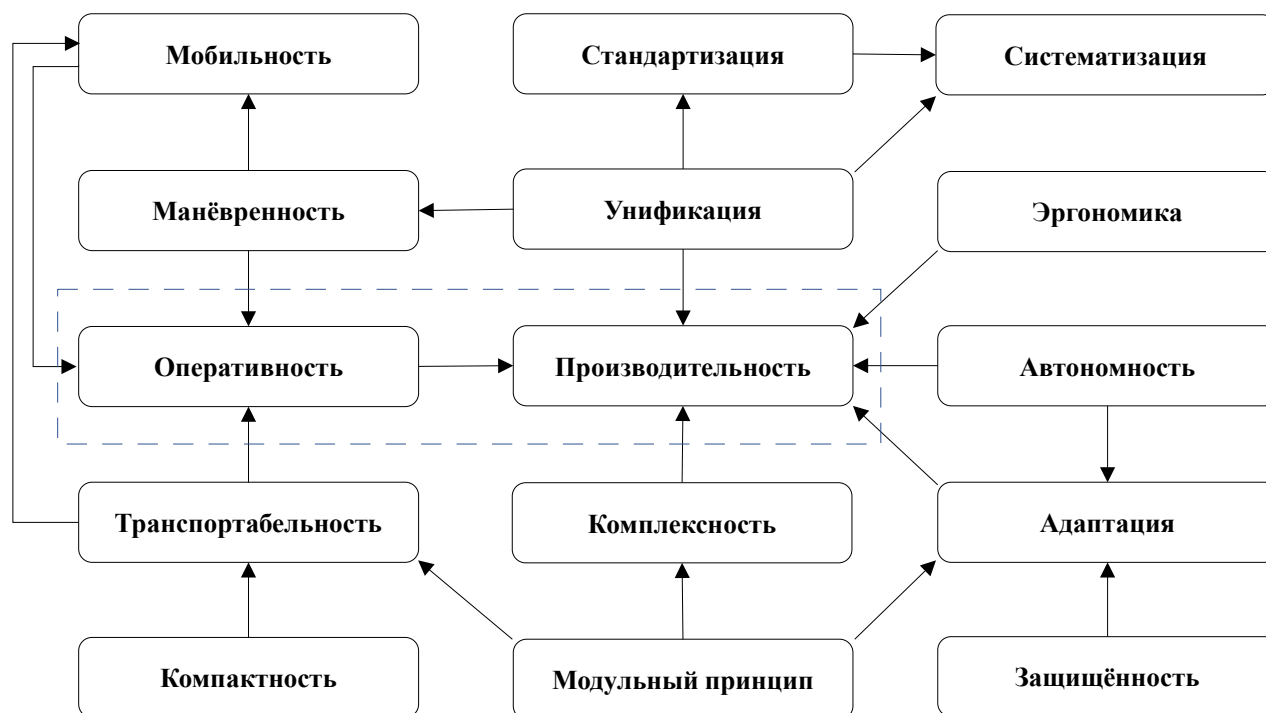 Мобильность
Стандартизация
Систематизация
Манёвренность
Унификация
Эргономика
Оперативность
Производительность
Автономность
Транспортабельность
Комплексность
Адаптация
Компактность
Модульный принцип
Защищённость